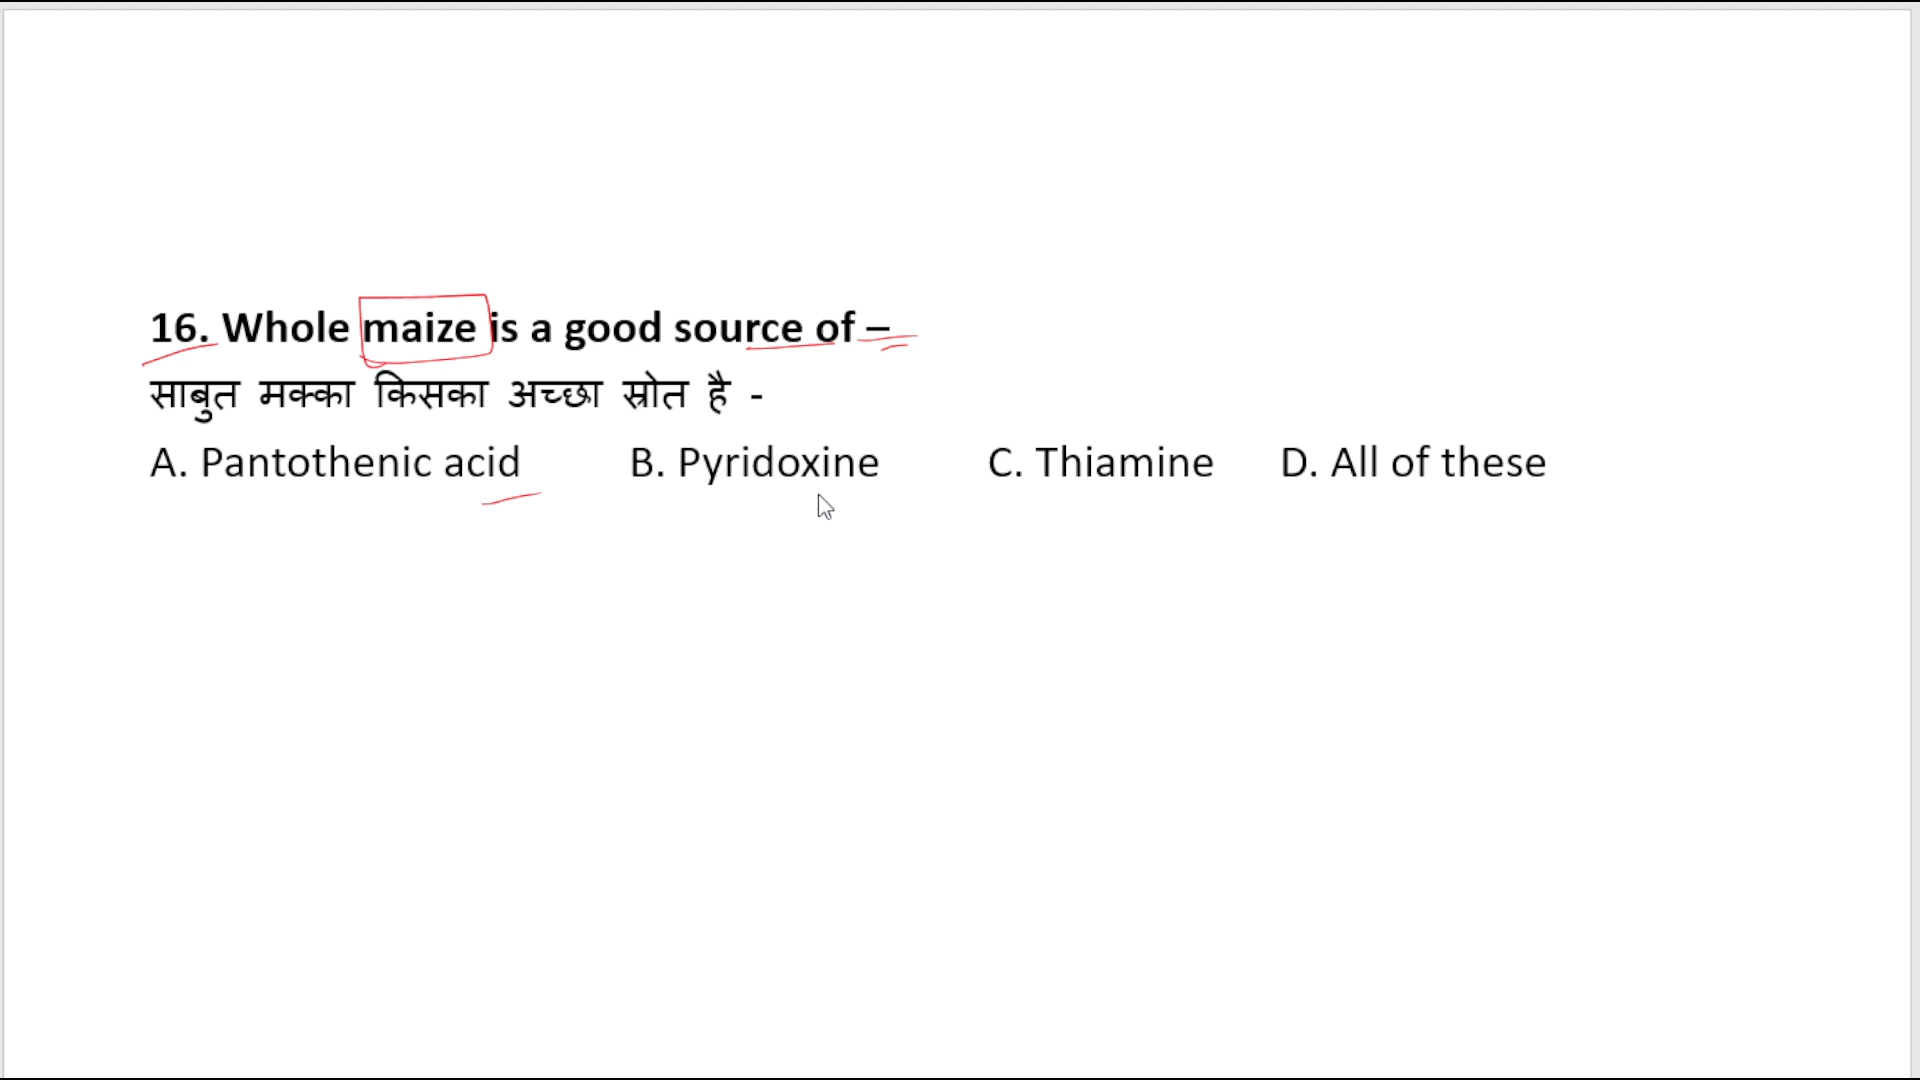 16. Whole maize is a good source of –
साबुत मक्का किसका अच्छा स्रोत है -
A. Pantothenic acid B. Pyridoxine C. Thiamine D. All of these